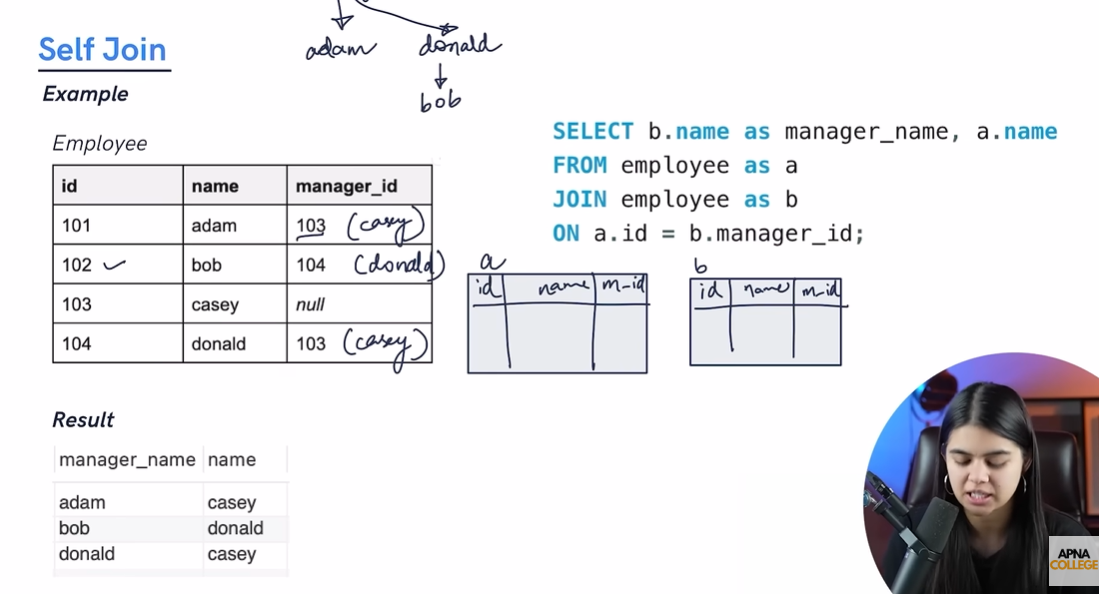 adam donald
bob
Self Join
Example
Employee
id name manager_id
101 adam 103 (casey)
102 bob 104 (donald)
103 casey null
104 donald 103 (casey)
SELECT b.name as manager_name, a.name
FROM employee as a
JOIN employee as b
ON a.id = b.manager_id;
a
id name m-id
b
id name m-id
Result
manager_name name
adam casey
bob donald
donald casey
APNA
COLLEGE